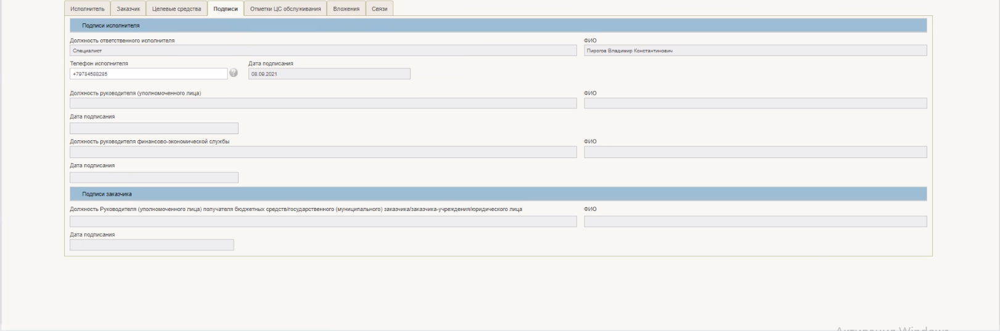 Исполнитель Заказчик Целевые средства Подписи Отметки ЦС обслуживания Вложения Связи
Подписи исполнителя
Должность ответственного исполнителя ФИО
Специалист Пирогов Владимир Константинович
Телефон исполнителя Дата подписания
+79784588285 08.09.2021
Должность руководителя (уполномоченного лица) ФИО
Дата подписания
Должность руководителя финансово-экономической службы ФИО
Дата подписания
Подписи заказчика
Должность Руководителя (уполномоченного лица) получателя бюджетных средств/государственного (муниципального) заказчика/заказчика-учреждения/юридического лица ФИО
Дата подписания
Активация Windows